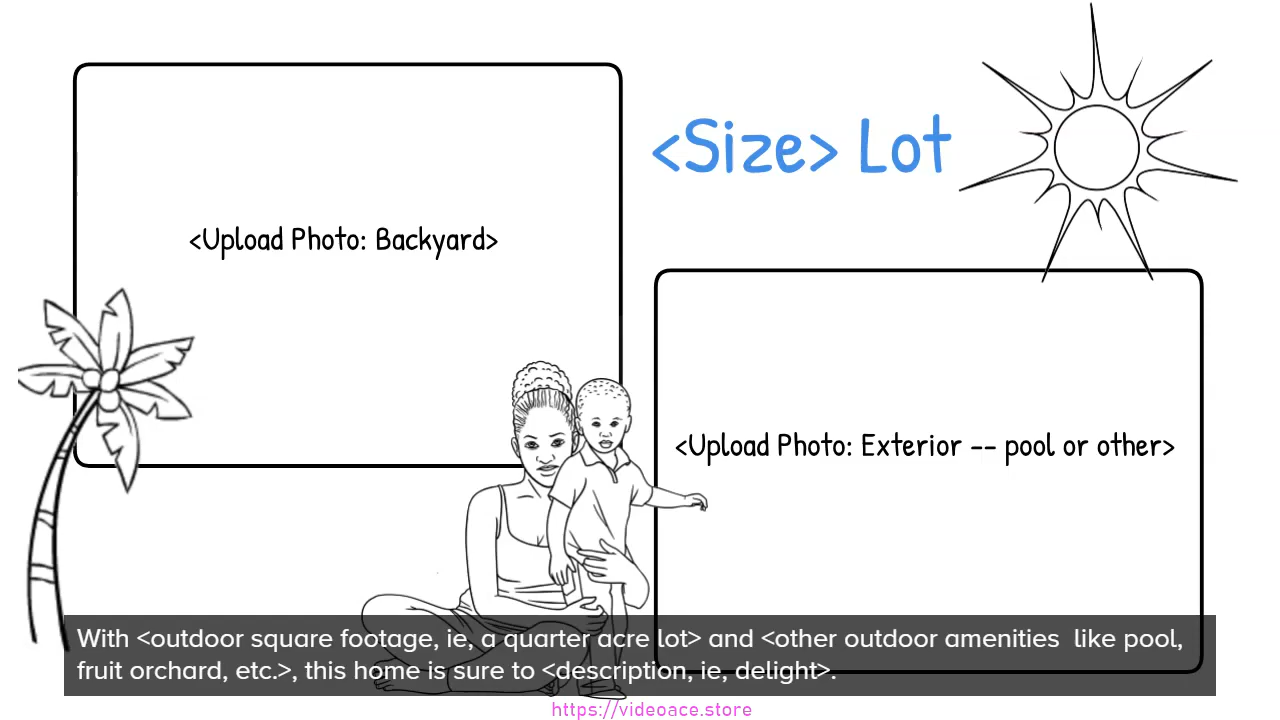 <Size> Lot
<Upload Photo: Backyard>
<Upload Photo: Exterior -- pool or other>
With <outdoor square footage, ie, a quarter acre lot> and <other outdoor amenities  like pool,
fruit orchard, etc.>, this home is sure to <description, ie, delight>.
https://videoace.store